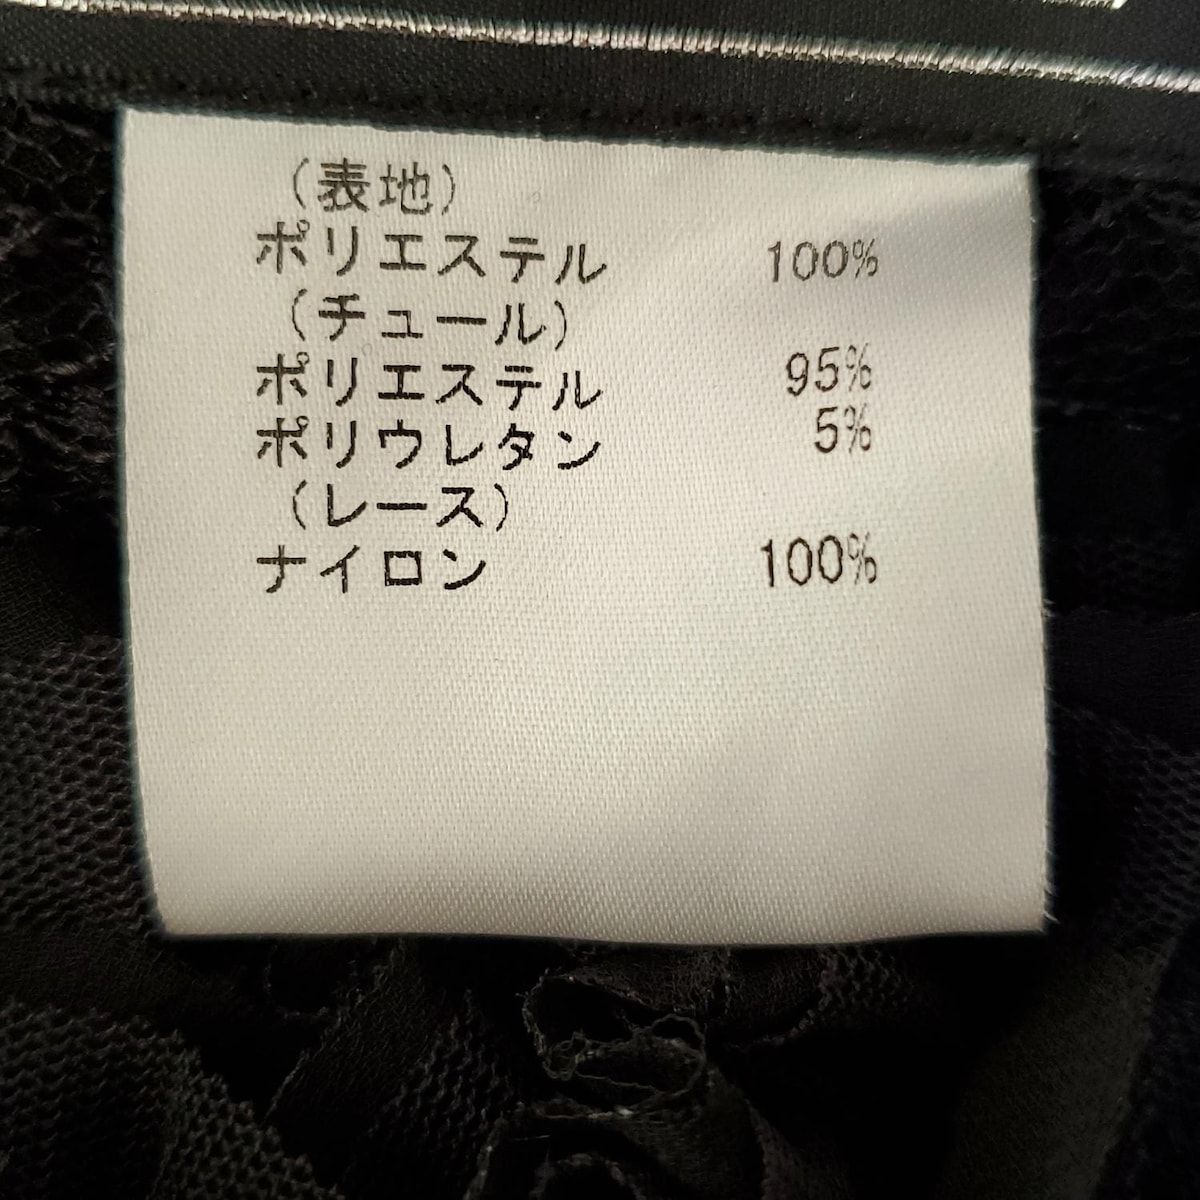 (表地)
ポリエステル 100%
(チュール)
ポリエステル 95%
ポリウレタン 5%
(レース)
ナイロン 100%